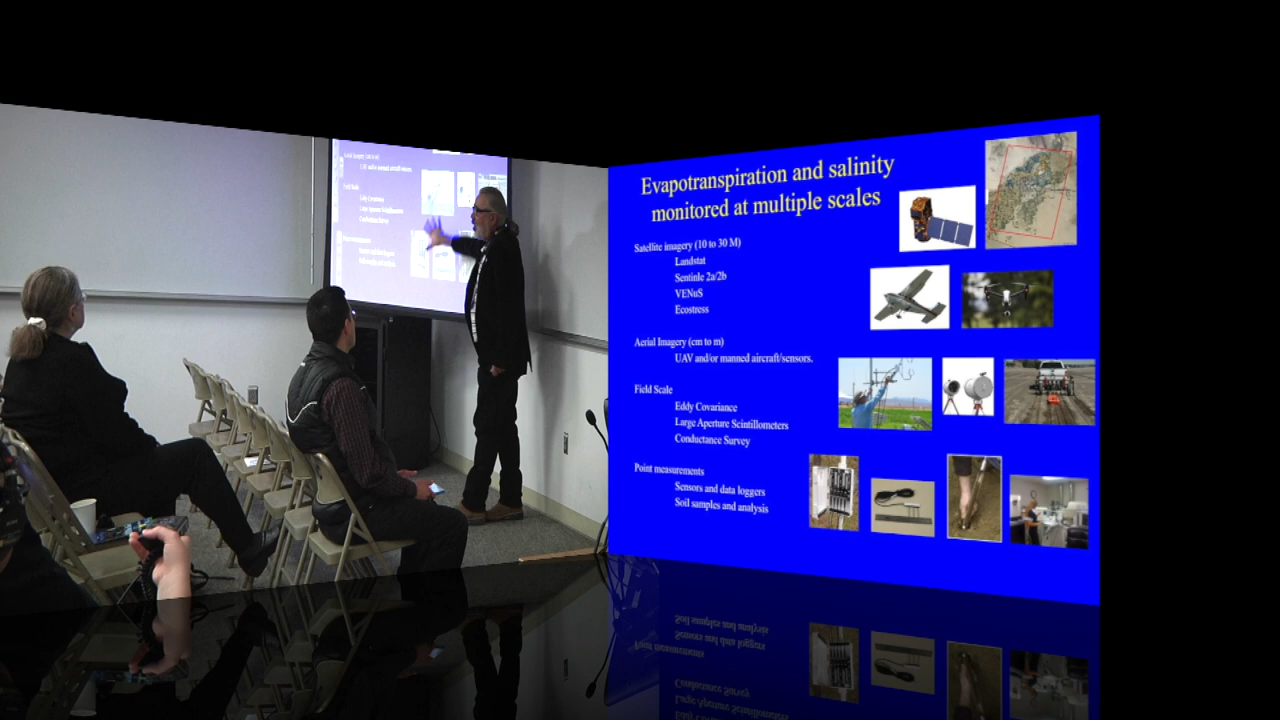 Evapotranspiration and salinity
monitored at multiple scales
Satellite imagery (10 to 30 M)
Landstat
Sentinle 2a/2b
VENuS
Ecostress
Aerial Imagery (cm to m)
UAV and/or manned aircraft/sensors.
Field Scale
Eddy Covariance
Large Aperture Scintillometers
Conductance Survey
Point measurements
Sensors and data loggers
Soil samples and analysis